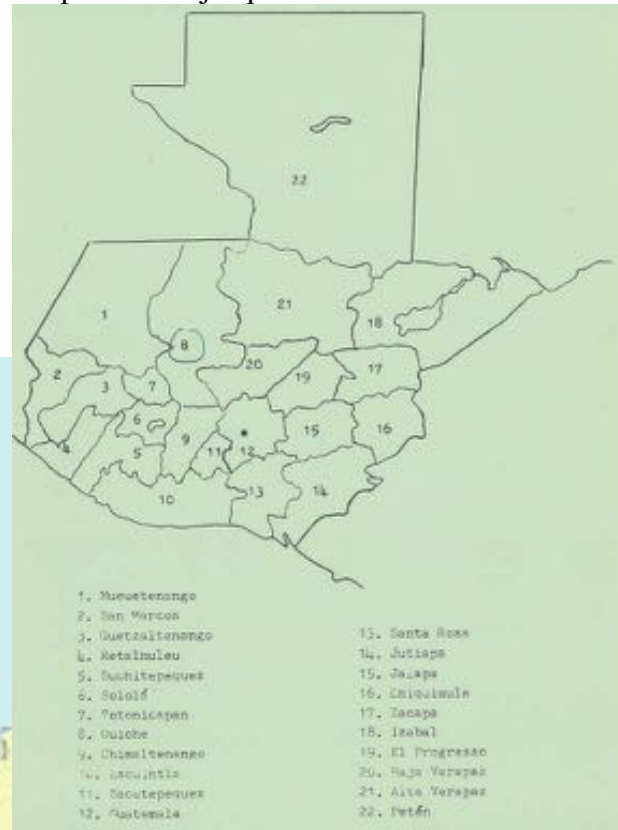 22
21
1
18
8
20
17
2
19
3
7
6
16
15
12
9
5
11
4
13
14
10
1. Hueuetenango
2. San Marcos
3. Quetzaltenango
4. Retalhuleu
5. Suchitepequez
6. Sololá
7. Totonicapan
8. Quiche
9. Chimaltenango
10. Escuintla
11. Sacatepequez
12. Guatemala
13. Santa Rosa
14. Jutiapa
15. Jalapa
16. Chiquimula
17. Zacapa
18. Izabal
19. El Progresso
20. Baja Verapaz
21. Alta Verapaz
22. Petén